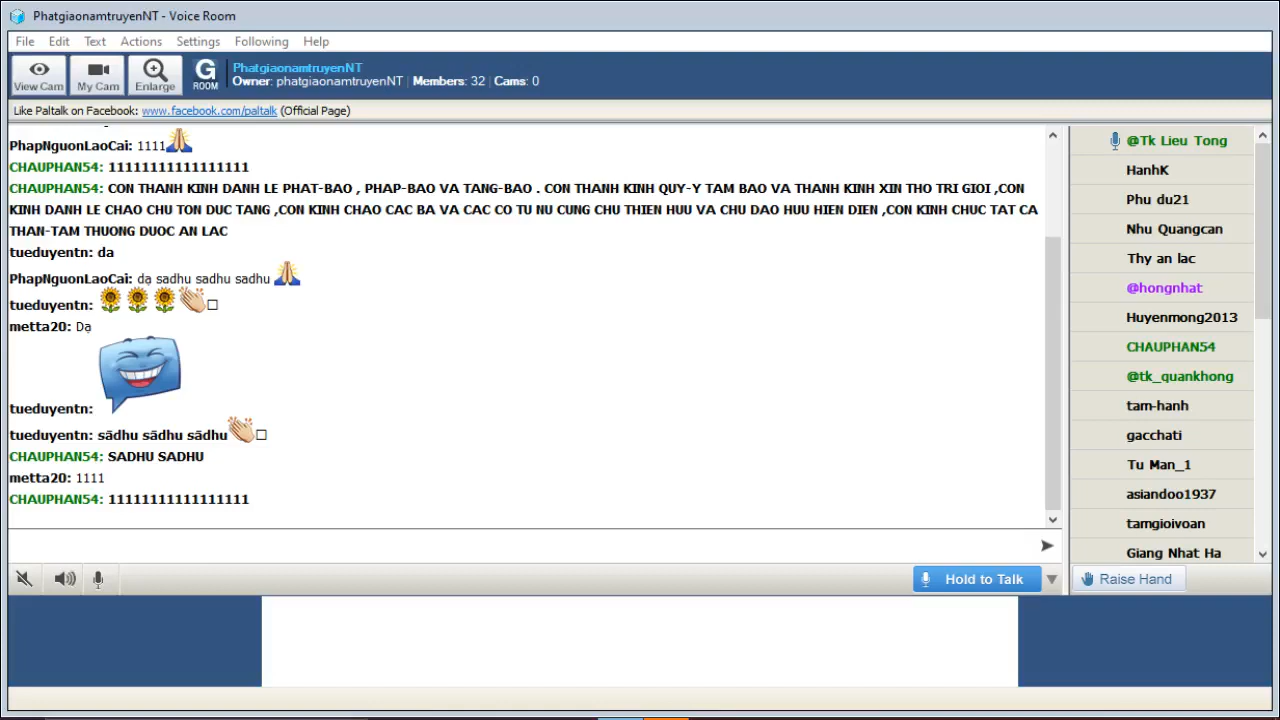 PhatgiaonamtruyenNT - Voice Room
File Edit Text Actions Settings Following Help
View Cam My Cam Enlarge G ROOM
PhatgiaonamtruyenNT
Owner: phatgiaonamtruyenNT | Members: 32 | Cams: 0
Like Paltalk on Facebook: www.facebook.com/paltalk (Official Page)
PhapNguonLaoCai: 1111
CHAUPHAN54: 11111111111111111
CHAUPHAN54: CON THANH KINH DANH LE PHAT-BAO , PHAP-BAO VA TANG-BAO . CON THANH KINH QUY-Y TAM BAO VA THANH KINH XIN THO TRI GIOI ,CON
KINH DANH LE CHAO CHU TON DUC TANG ,CON KINH CHAO CAC BA VA CAC CO TU NU CUNG CHU THIEN HUU VA CHU DAO HUU HIEN DIEN ,CON KINH CHUC TAT CA
THAN-TAM THUONG DUOC AN LAC
tueduyentn: da
PhapNguonLaoCai: dạ sadhu sadhu sadhu
tueduyentn:
metta20: Dạ
tueduyentn:
tueduyentn: sādhu sādhu sādhu
CHAUPHAN54: SADHU SADHU
metta20: 1111
CHAUPHAN54: 11111111111111111
@Tk Lieu Tong
HanhK
Phu du21
Nhu Quangcan
Thy an lac
@hongnhat
Huyenmong2013
CHAUPHAN54
@tk_quankhong
tam-hanh
gacchati
Tu Man_1
asiandoo1937
tamgioivoan
Giang Nhat Ha
Hold to Talk
Raise Hand